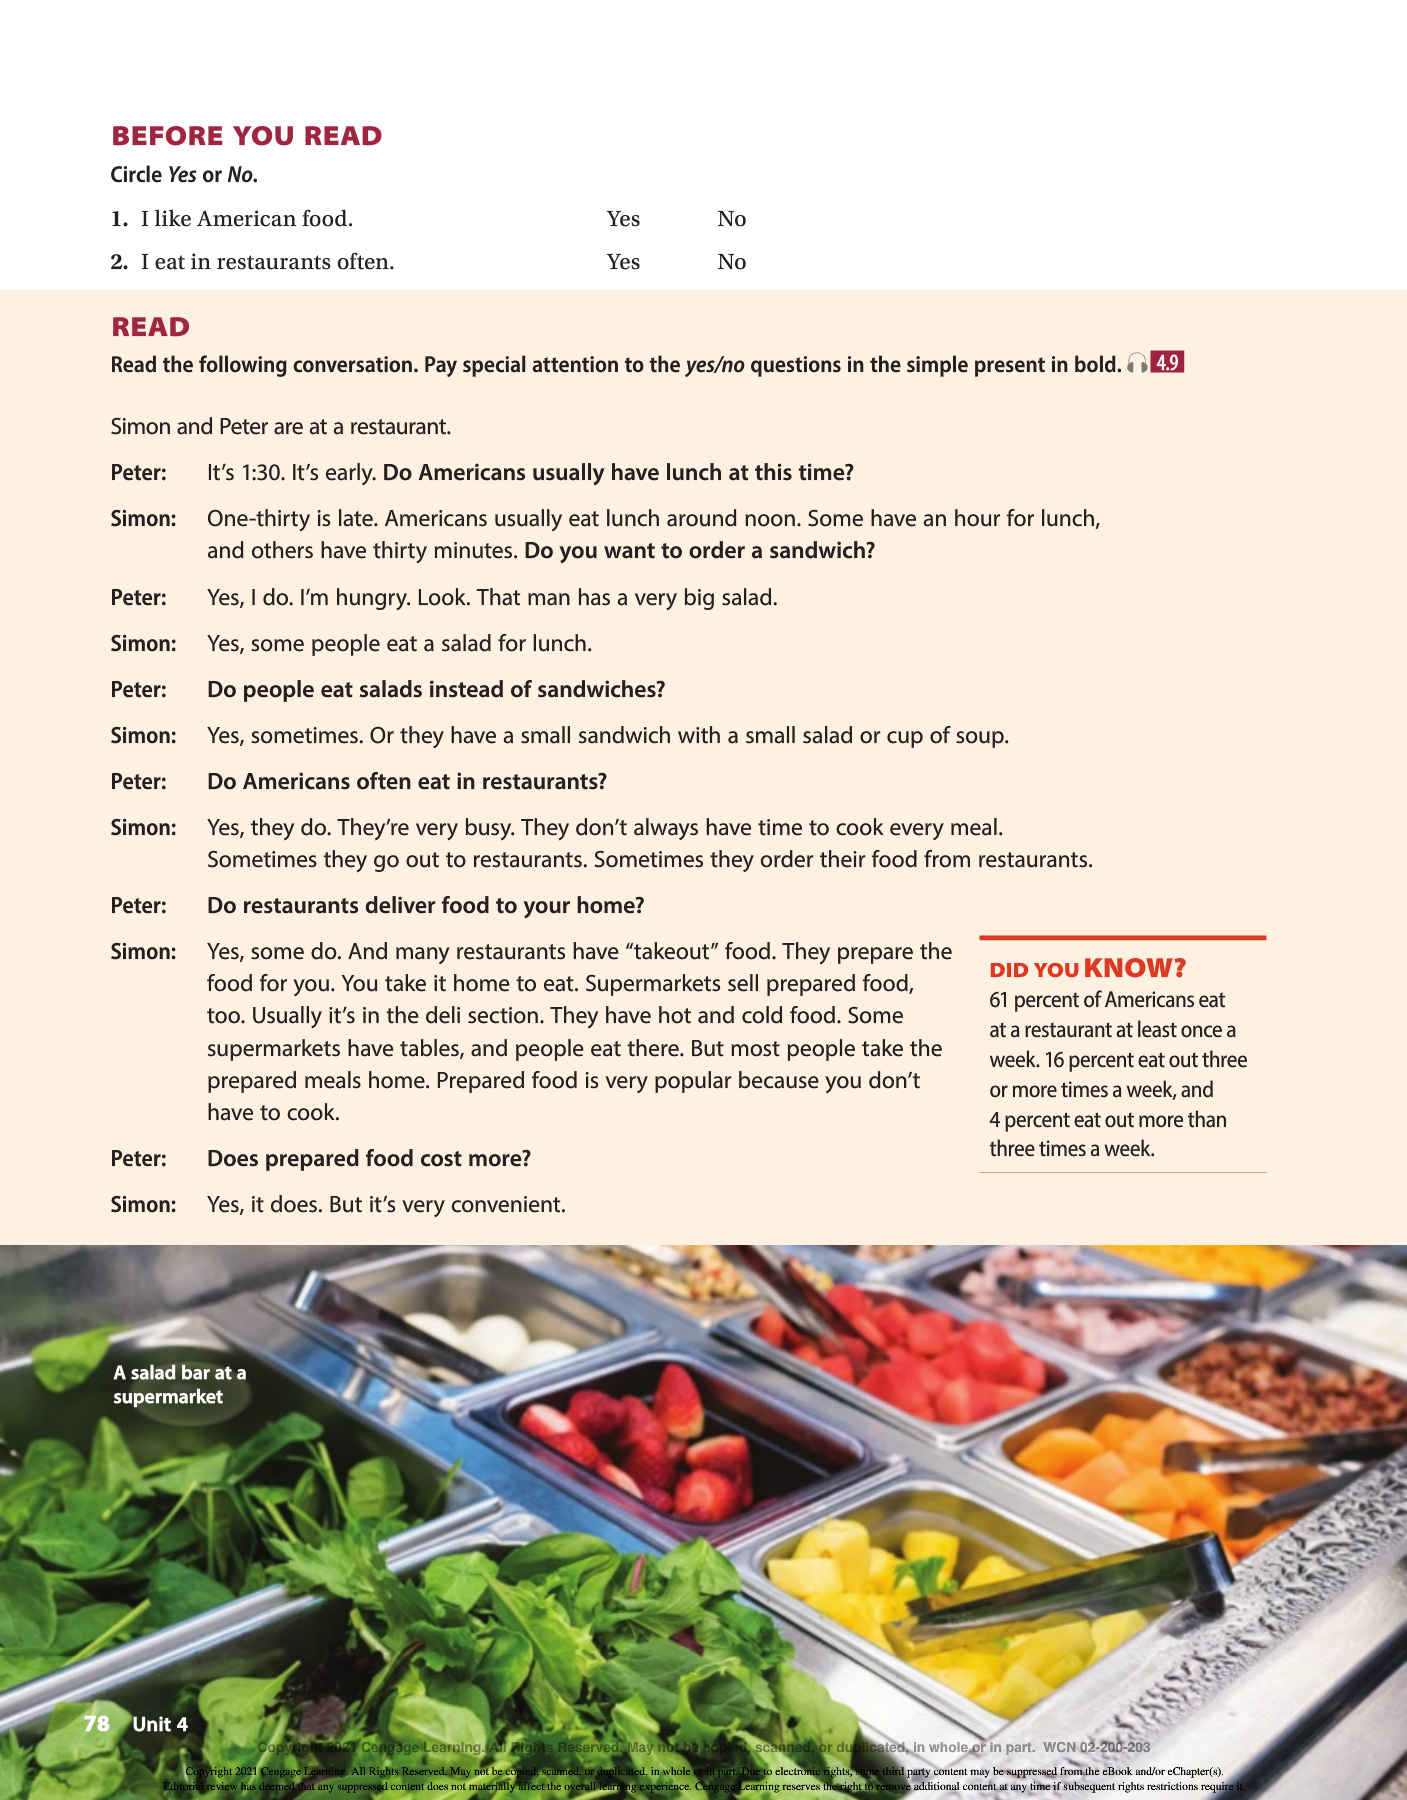 BEFORE YOU READ
Circle Yes or No.
1. I like American food. Yes No
2. I eat in restaurants often. Yes No
READ
Read the following conversation. Pay special attention to the yes/no questions in the simple present in bold. 4.9
Simon and Peter are at a restaurant.
Peter: It’s 1:30. It’s early. Do Americans usually have lunch at this time?
Simon: One-thirty is late. Americans usually eat lunch around noon. Some have an hour for lunch,
and others have thirty minutes. Do you want to order a sandwich?
Peter: Yes, I do. I’m hungry. Look. That man has a very big salad.
Simon: Yes, some people eat a salad for lunch.
Peter: Do people eat salads instead of sandwiches?
Simon: Yes, sometimes. Or they have a small sandwich with a small salad or cup of soup.
Peter: Do Americans often eat in restaurants?
Simon: Yes, they do. They’re very busy. They don’t always have time to cook every meal.
Sometimes they go out to restaurants. Sometimes they order their food from restaurants.
Peter: Do restaurants deliver food to your home?
Simon: Yes, some do. And many restaurants have “takeout” food. They prepare the
food for you. You take it home to eat. Supermarkets sell prepared food,
too. Usually it’s in the deli section. They have hot and cold food. Some
supermarkets have tables, and people eat there. But most people take the
prepared meals home. Prepared food is very popular because you don’t
have to cook.
Peter: Does prepared food cost more?
Simon: Yes, it does. But it’s very convenient.
DID YOU KNOW?
61 percent of Americans eat
at a restaurant at least once a
week. 16 percent eat out three
or more times a week, and
4 percent eat out more than
three times a week.
A salad bar at a
supermarket
78 Unit 4
Copyright 2021 Cengage Learning. All Rights Reserved. May not be copied, scanned, or duplicated, in whole or in part. WCN 02-200-203
Copyright 2021 Cengage Learning. All Rights Reserved. May not be copied, scanned, or duplicated, in whole or in part. Due to electronic rights, some third party content may be suppressed from the eBook and/or eChapter(s).
Editorial review has deemed that any suppressed content does not materially affect the overall learning experience. Cengage Learning reserves the right to remove additional content at any time if subsequent rights restrictions require it.